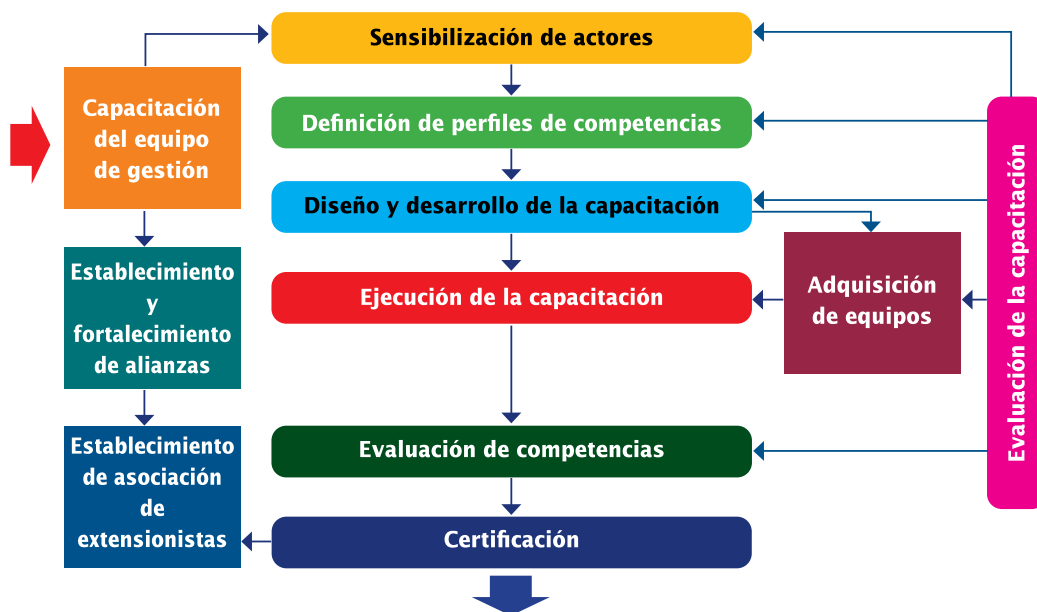 Sensibilización de actores
Capacitación
del equipo
de gestión
Definición de perfiles de competencias
Diseño y desarrollo de la capacitación
Establecimiento
y
fortalecimiento
de alianzas
Ejecución de la capacitación
Adquisición
de equipos
Evaluación de la capacitación
Establecimiento
de asociación
de
extensionistas
Evaluación de competencias
Certificación